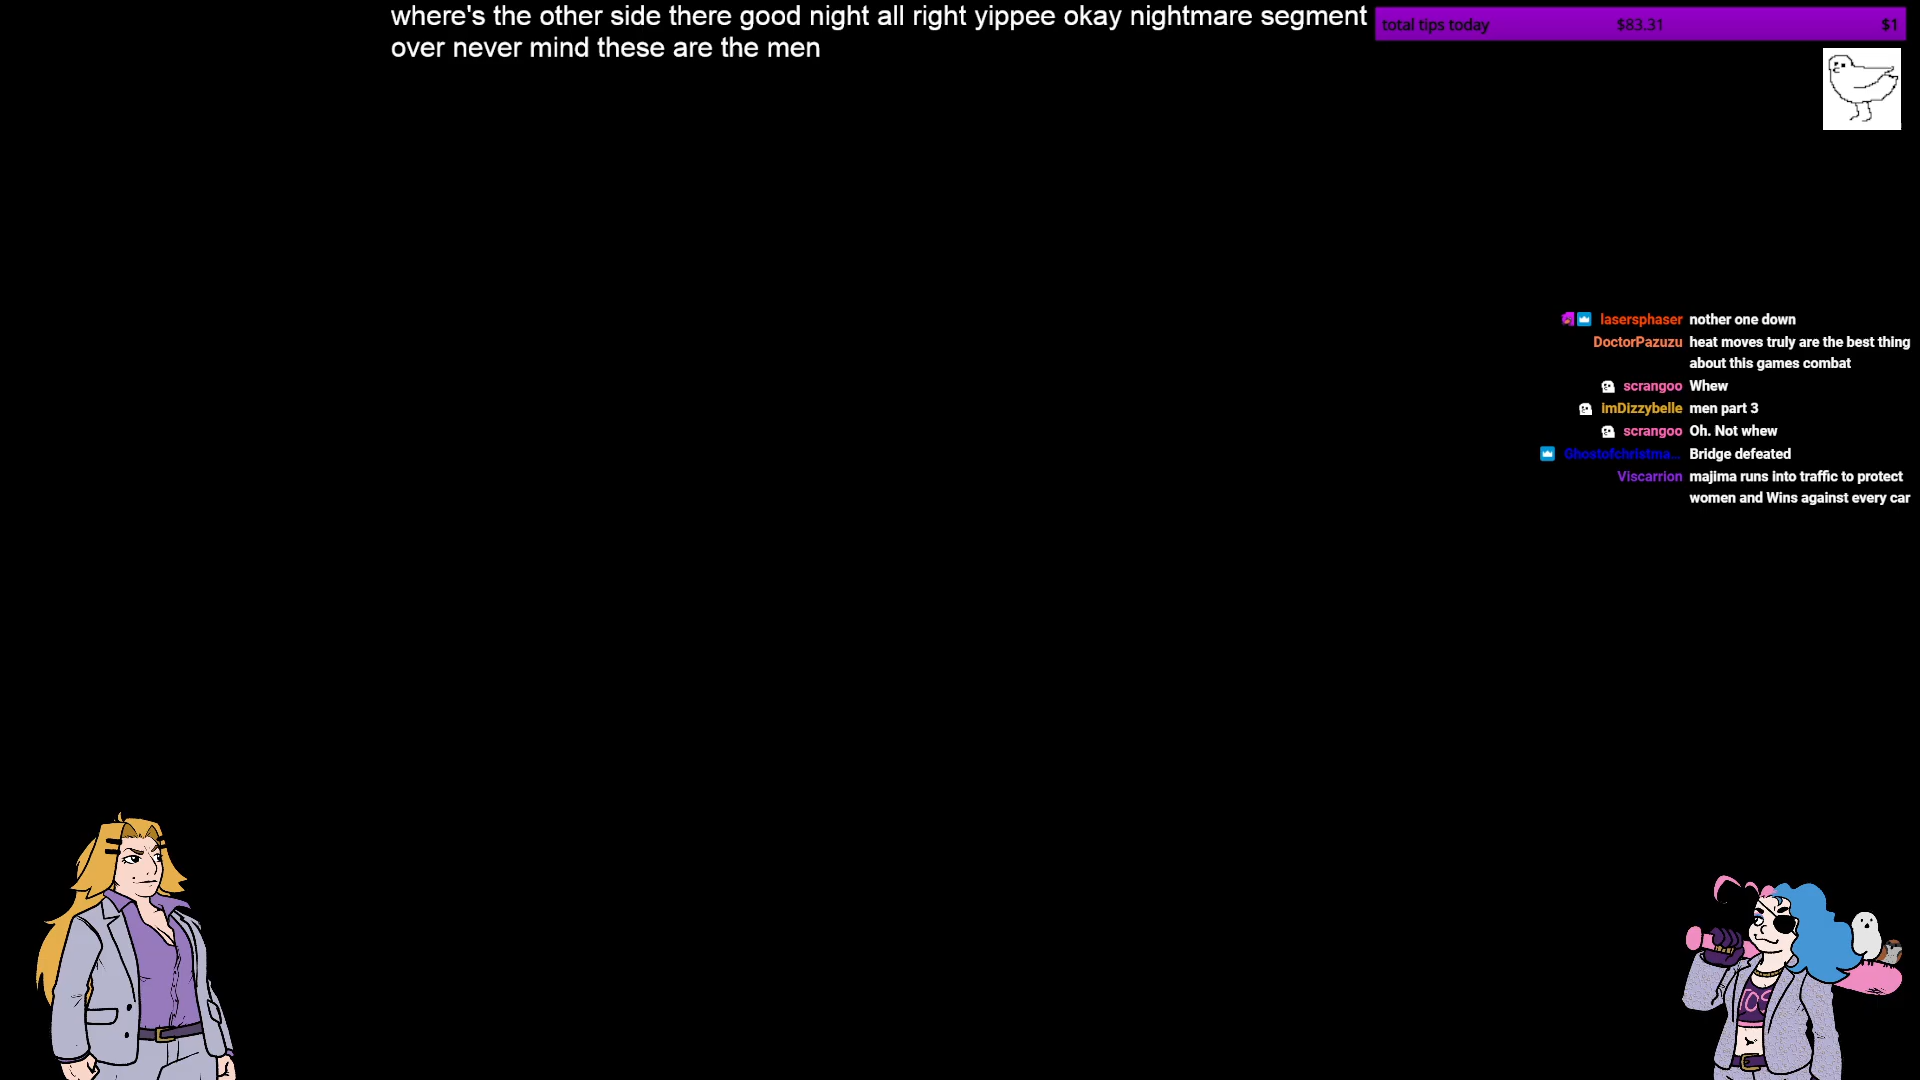 where's the other side there good night all right yippee okay nightmare segment
over never mind these are the men
total tips today $83.31 $1
lasersphaser nother one down
DoctorPazuzu heat moves truly are the best thing
about this games combat
scrangoo Whew
imDizzybelle men part 3
scrangoo Oh. Not whew
Ghostofchristma... Bridge defeated
Viscarrion majima runs into traffic to protect
women and Wins against every car